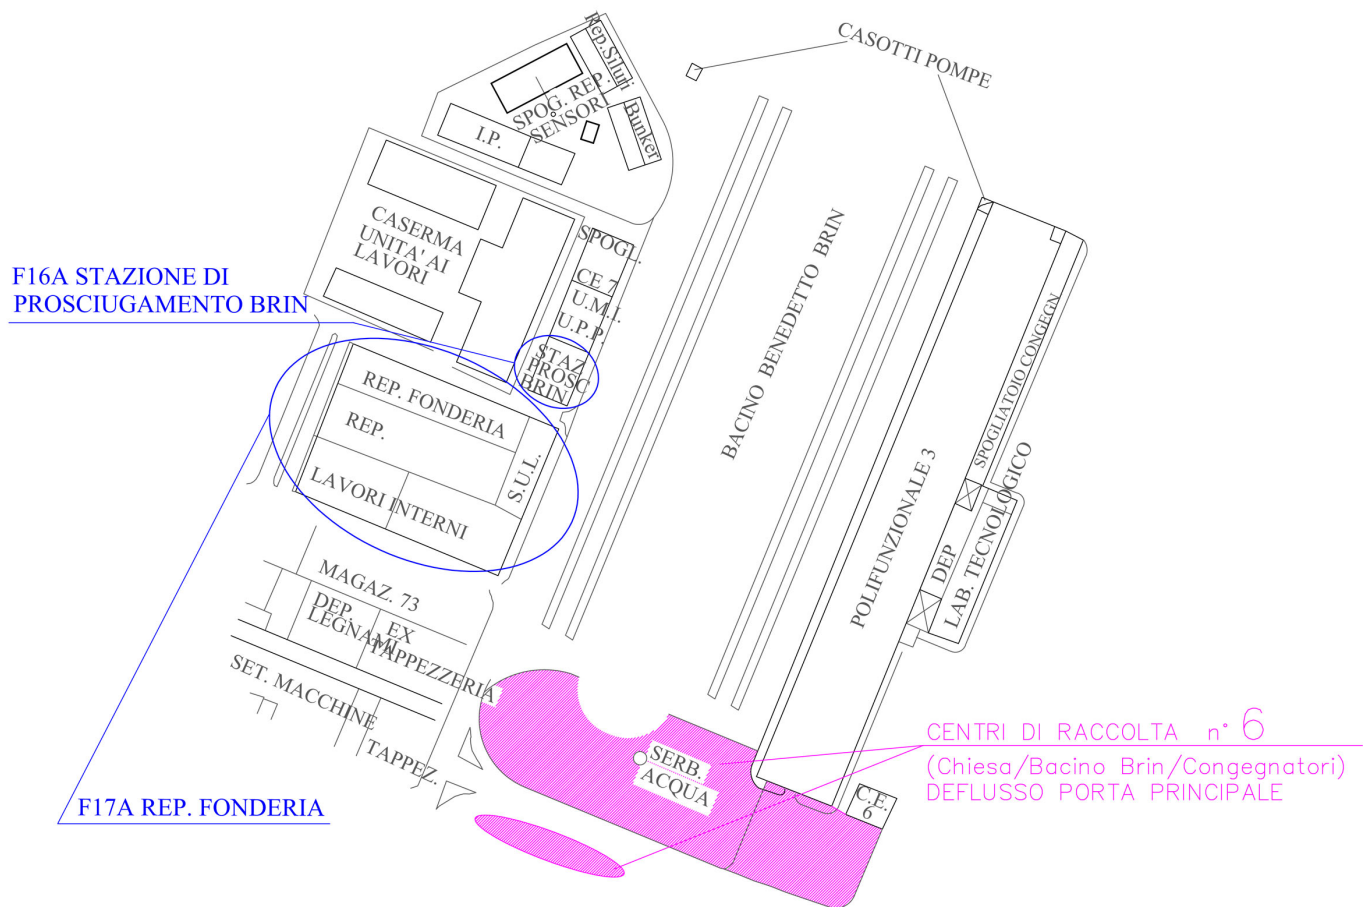 CASOTTI POMPE
Rep.Siluri
SPOG. REP.
SENSORI
I.P.
Bunker
CASERMA
UNITA' AI
LAVORI
SPOGL.
CE 7
U.M.I.
U.P.P.
STAZ
PROSC
BRIN
F16A STAZIONE DI
PROSCIUGAMENTO BRIN
BACINO BENEDETTO BRIN
REP. FONDERIA
REP.
LAVORI INTERNI
S.U.L.
SPOGLIATOIO CONGEGN
POLIFUNZIONALE 3
DEP
LAB. TECNOLOGICO
MAGAZ. 73
DEP.
LEGNAMI
EX
TAPPEZZERIA
SET. MACCHINE
TAPPEZ.
F17A REP. FONDERIA
SERB.
ACQUA
C.E.
6
CENTRI DI RACCOLTA n° 6
(Chiesa/Bacino Brin/Congegnatori)
DEFLUSSO PORTA PRINCIPALE